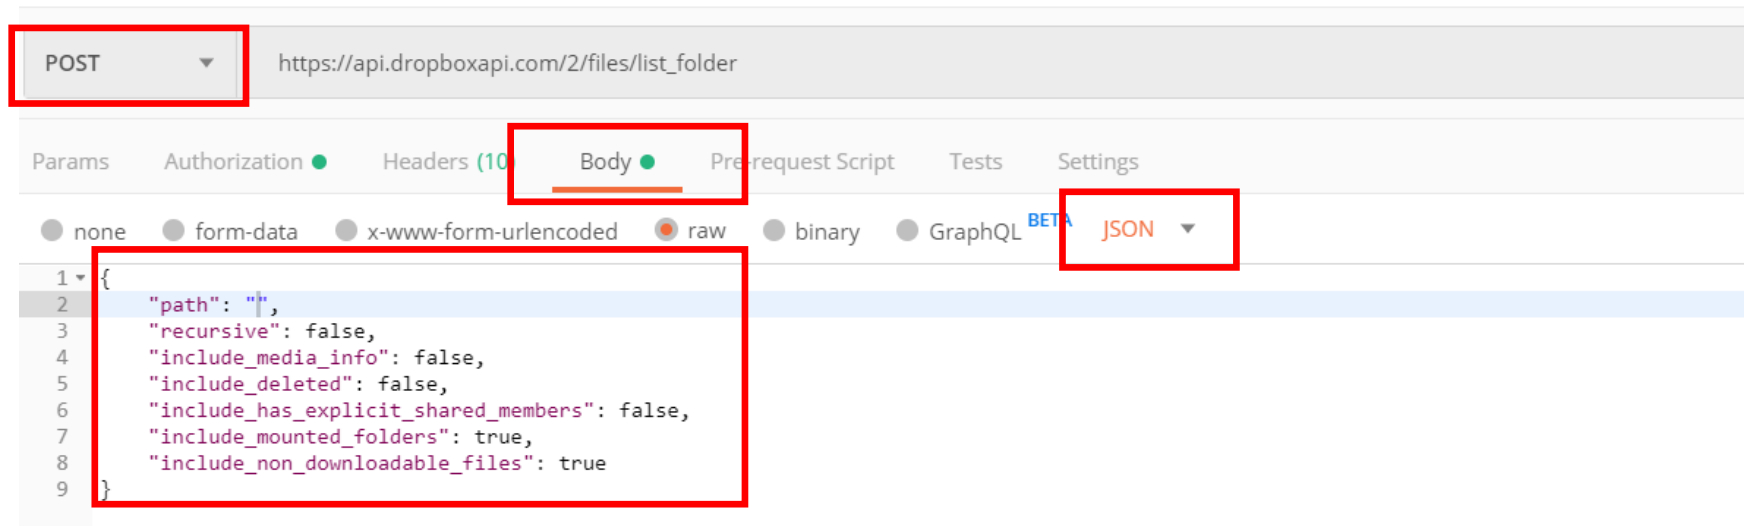 POST https://api.dropboxapi.com/2/files/list_folder
Params Authorization Headers (10) Body Pre-request Script Tests Settings
none form-data x-www-form-urlencoded raw binary GraphQL BETA JSON
1 {
2 "path": "",
3 "recursive": false,
4 "include_media_info": false,
5 "include_deleted": false,
6 "include_has_explicit_shared_members": false,
7 "include_mounted_folders": true,
8 "include_non_downloadable_files": true
9 }